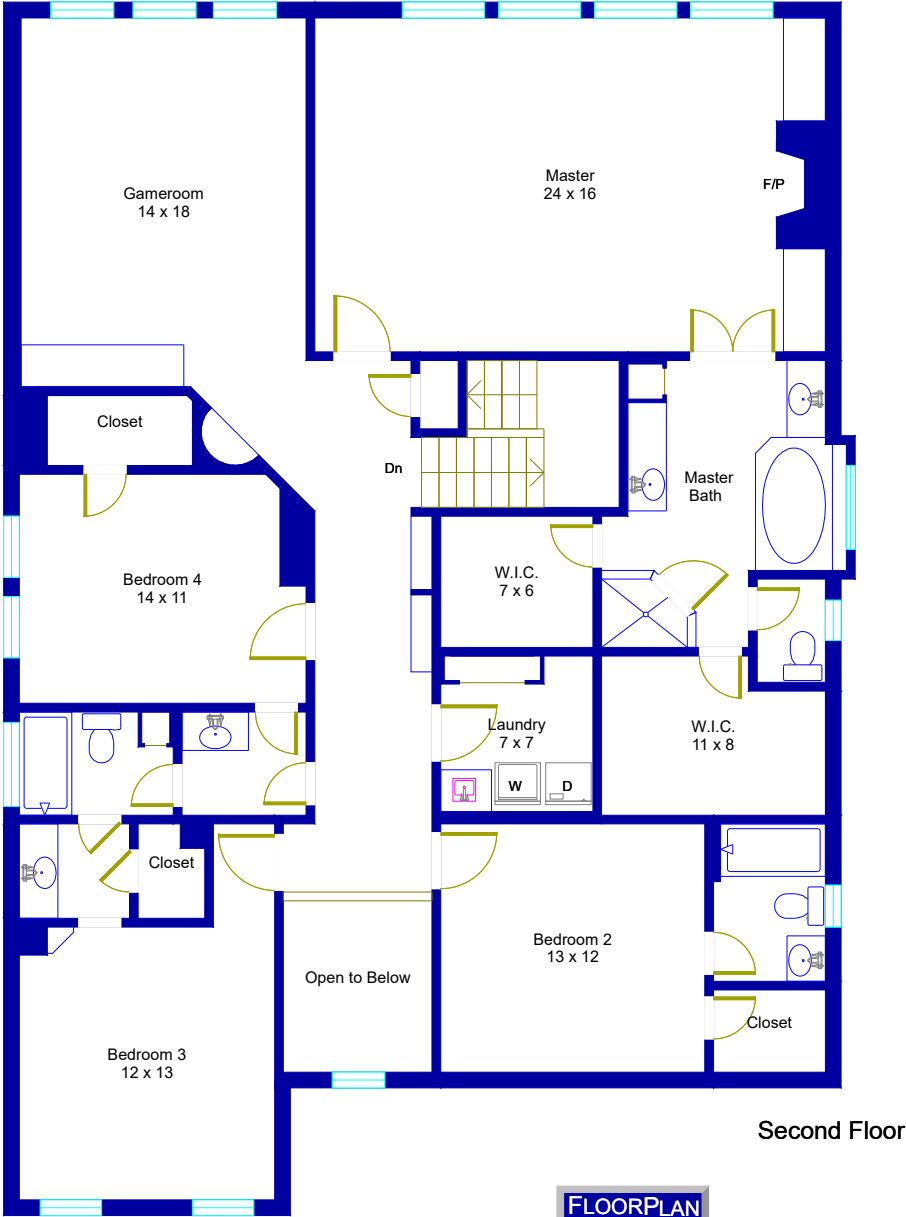 Gameroom
14 x 18
Master
24 x 16
F/P
Closet
Dn
Master
Bath
W.I.C.
7 x 6
Bedroom 4
14 x 11
Laundry
7 x 7
W.I.C.
11 x 8
W
D
Closet
Bedroom 2
13 x 12
Open to Below
Closet
Bedroom 3
12 x 13
Second Floor
FLOORPLAN